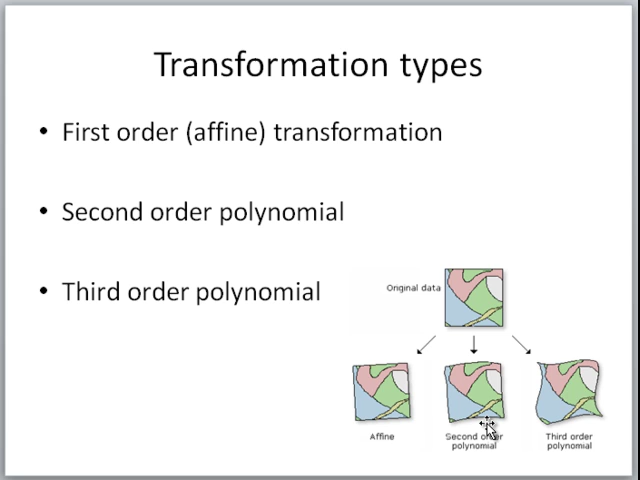 Transformation types
• First order (affine) transformation
• Second order polynomial
• Third order polynomial
Original data
Affine
Second order
polynomial
Third order
polynomial